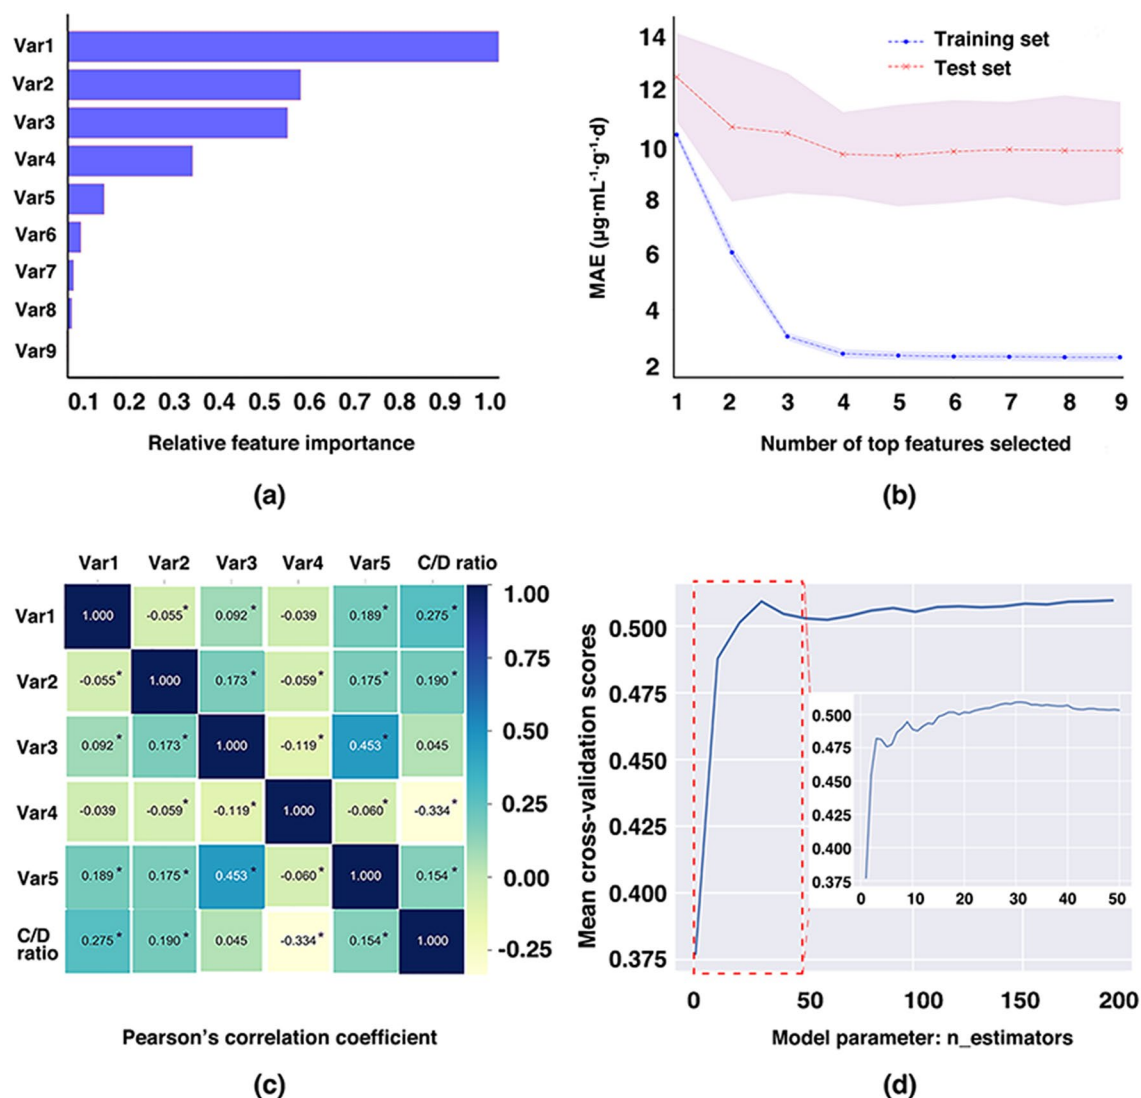 Var1
Var2
Var3
Var4
Var5
Var6
Var7
Var8
Var9
0.1 0.2 0.3 0.4 0.5 0.6 0.7 0.8 0.9 1.0
Relative feature importance
(a)
14
12
10
8
6
4
2
MAE (µg·mL⁻¹·g⁻¹·d)
Training set
Test set
1 2 3 4 5 6 7 8 9
Number of top features selected
(b)
Var1 Var2 Var3 Var4 Var5 C/D ratio
Var1 1.000 -0.055* 0.092* -0.039 0.189* 0.275*
Var2 -0.055* 1.000 0.173* -0.059* 0.175* 0.190*
Var3 0.092* 0.173* 1.000 -0.119* 0.453* 0.045
Var4 -0.039 -0.059* -0.119* 1.000 -0.060* -0.334*
Var5 0.189* 0.175* 0.453* -0.060* 1.000 0.154*
C/D
ratio 0.275* 0.190* 0.045 -0.334* 0.154* 1.000
1.00
0.75
0.50
0.25
0.00
-0.25
Pearson's correlation coefficient
(c)
Mean cross-validation scores
0.500
0.475
0.450
0.425
0.400
0.375
0.500
0.475
0.450
0.425
0.400
0.375
0 10 20 30 40 50
0 50 100 150 200
Model parameter: n_estimators
(d)